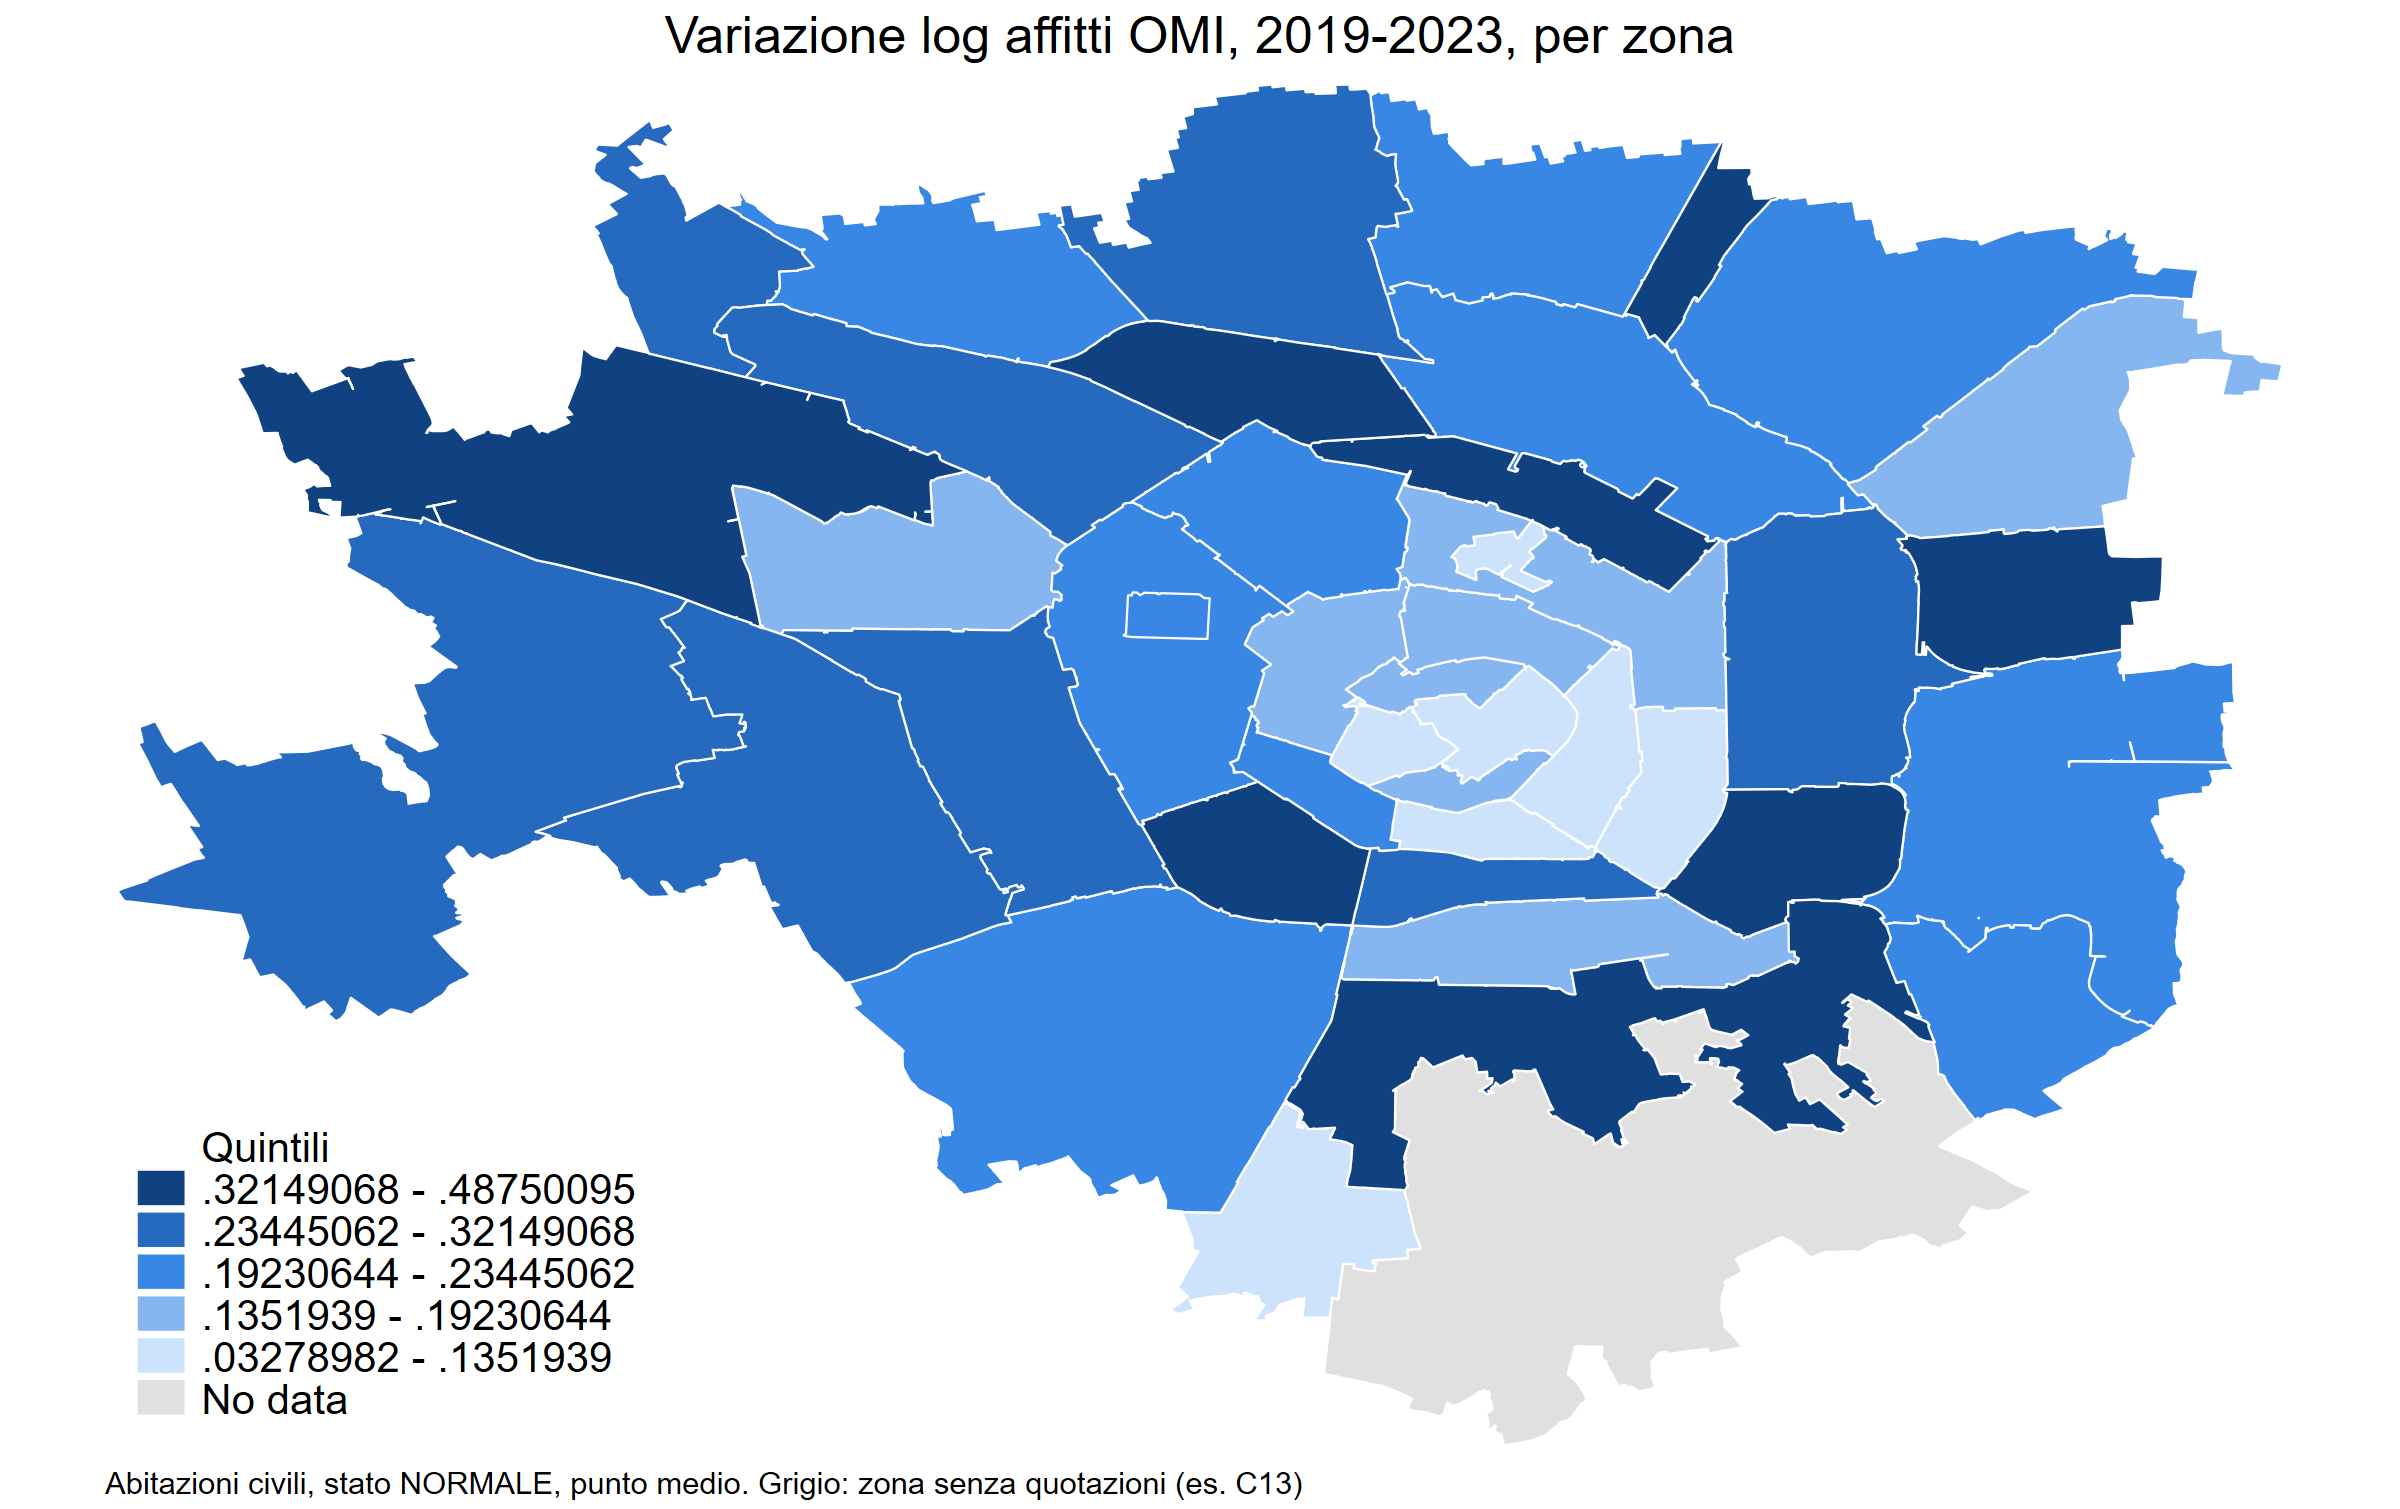 Variazione log affitti OMI, 2019-2023, per zona
Quintili
.32149068 - .48750095
.23445062 - .32149068
.19230644 - .23445062
.1351939 - .19230644
.03278982 - .1351939
No data
Abitazioni civili, stato NORMALE, punto medio. Grigio: zona senza quotazioni (es. C13)